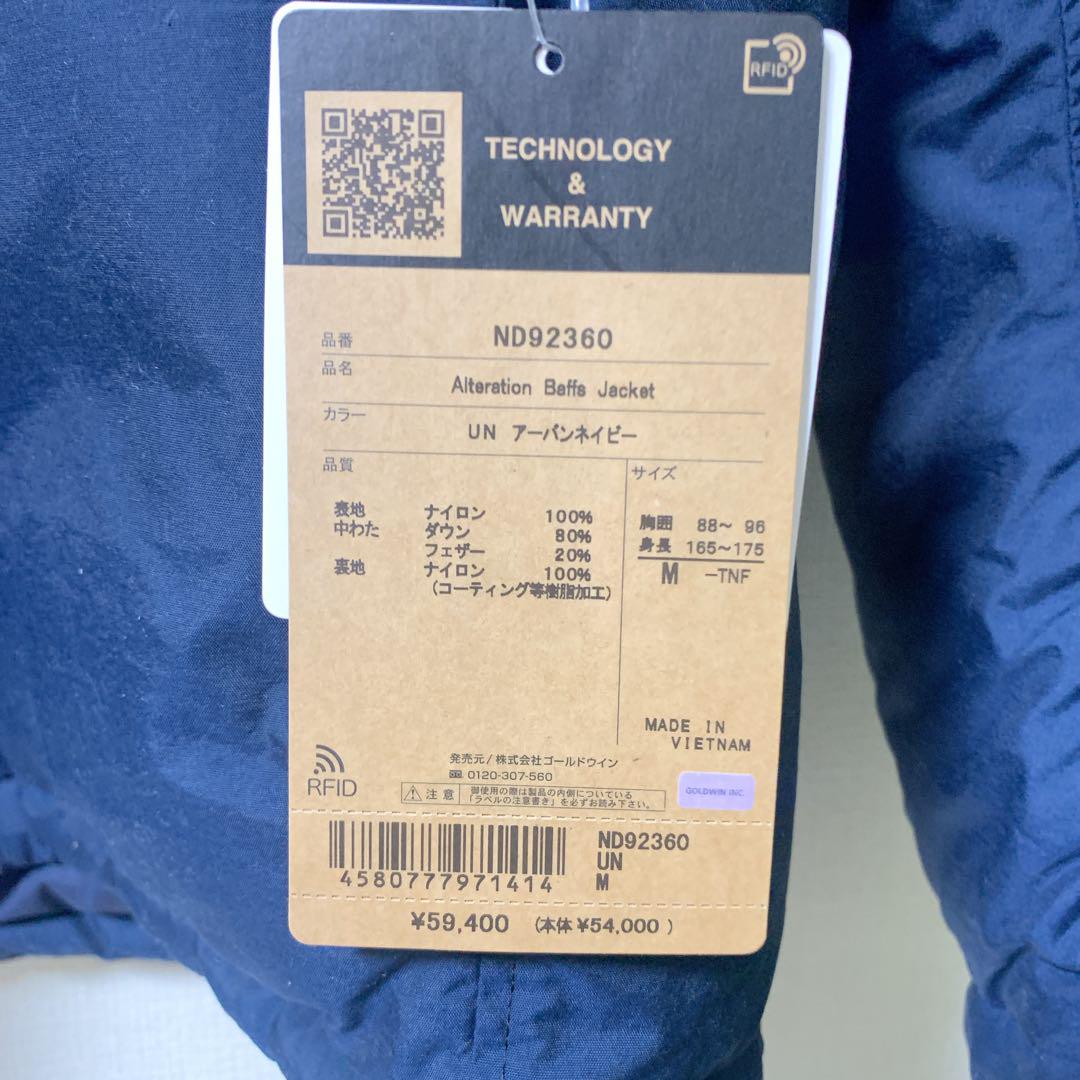 RFID
TECHNOLOGY
&
WARRANTY
品番 ND92360
品名 Alteration Baffs Jacket
カラー UN アーバンネイビー
品質
表地 ナイロン 100%
中わた ダウン 80%
フェザー 20%
裏地 ナイロン 100%
(コーティング等樹脂加工)
サイズ
胸囲 88～ 96
身長 165～175
M -TNF
MADE IN
VIETNAM
RFID
発売元/株式会社ゴールドウイン
0120-307-560
注意 御使用の際は製品の内側についている
「ラベルの注意書き」を必ずお読み下さい。
GOLDWIN INC.
4580777971414
ND92360
UN
M
¥59,400 (本体 ¥54,000 )